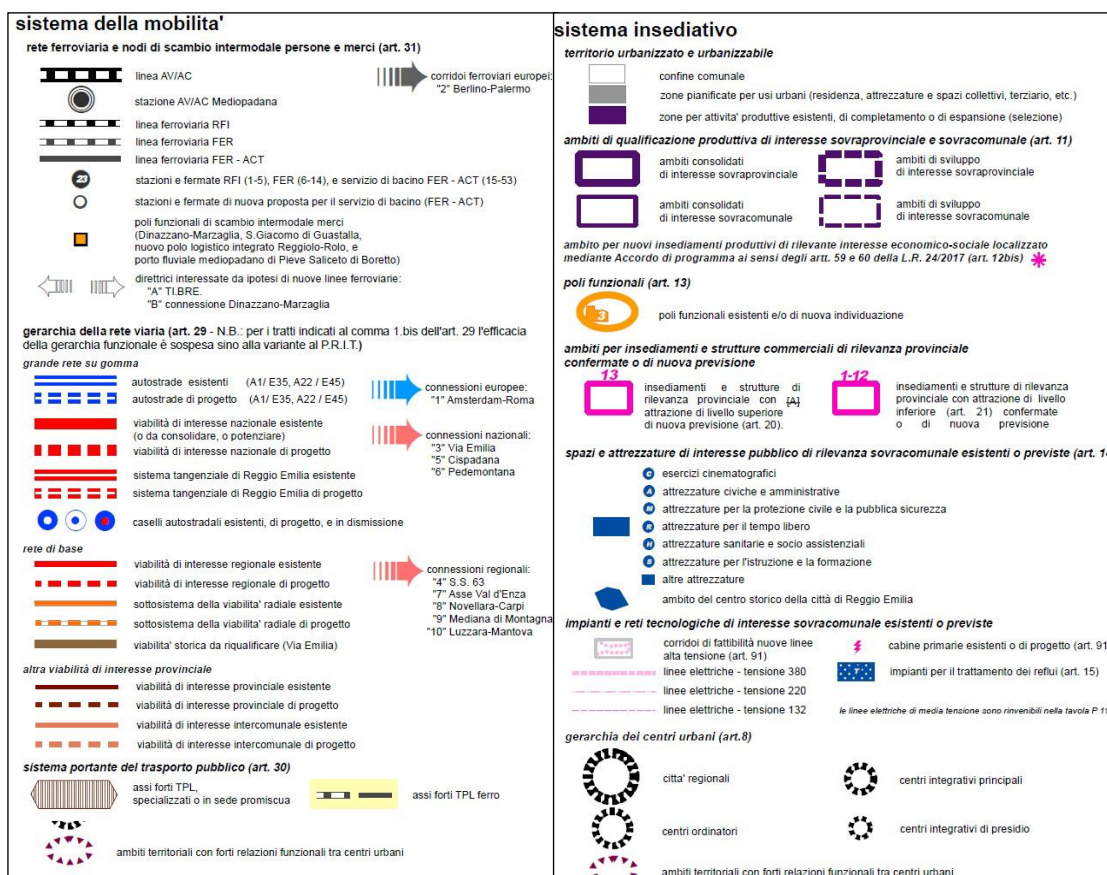 sistema della mobilita'
rete ferroviaria e nodi di scambio intermodale persone e merci (art. 31)
linea AV/AC
corridoi ferroviari europei:
"2" Berlino-Palermo
stazione AV/AC Mediopadana
linea ferroviaria RFI
linea ferroviaria FER
linea ferroviaria FER - ACT
23
stazioni e fermate RFI (1-5), FER (6-14), e servizio di bacino FER - ACT (15-53)
stazioni e fermate di nuova proposta per il servizio di bacino (FER - ACT)
poli funzionali di scambio intermodale merci
(Dinazzano-Marzaglia, S.Giacomo di Guastalla,
nuovo polo logistico integrato Reggiolo-Rolo, e
porto fluviale mediopadano di Pieve Saliceto di Boretto)
direttrici interessate da ipotesi di nuove linee ferroviarie:
"A" TI.BRE.
"B" connessione Dinazzano-Marzaglia
gerarchia della rete viaria (art. 29 - N.B.: per i tratti indicati al comma 1.bis dell'art. 29 l'efficacia
della gerarchia funzionale è sospesa sino alla variante al P.R.I.T.)
grande rete su gomma
autostrade esistenti (A1/ E35, A22 / E45)
autostrade di progetto (A1/ E35, A22 / E45)
connessioni europee:
"1" Amsterdam-Roma
viabilità di interesse nazionale esistente
(o da consolidare, o potenziare)
viabilità di interesse nazionale di progetto
connessioni nazionali:
"3" Via Emilia
"5" Cispadana
"6" Pedemontana
sistema tangenziale di Reggio Emilia esistente
sistema tangenziale di Reggio Emilia di progetto
caselli autostradali esistenti, di progetto, e in dismissione
rete di base
viabilità di interesse regionale esistente
viabilità di interesse regionale di progetto
sottosistema della viabilita' radiale esistente
sottosistema della viabilita' radiale di progetto
viabilita' storica da riqualificare (Via Emilia)
connessioni regionali:
"4" S.S. 63
"7" Asse Val d'Enza
"8" Novellara-Carpi
"9" Mediana di Montagna
"10" Luzzara-Mantova
altra viabilità di interesse provinciale
viabilità di interesse provinciale esistente
viabilità di interesse provinciale di progetto
viabilità di interesse intercomunale esistente
viabilità di interesse intercomunale di progetto
sistema portante del trasporto pubblico (art. 30)
assi forti TPL,
specializzati o in sede promiscua
assi forti TPL ferro
ambiti territoriali con forti relazioni funzionali tra centri urbani
sistema insediativo
territorio urbanizzato e urbanizzabile
confine comunale
zone pianificate per usi urbani (residenza, attrezzature e spazi collettivi, terziario, etc.)
zone per attivita' produttive esistenti, di completamento o di espansione (selezione)
ambiti di qualificazione produttiva di interesse sovraprovinciale e sovracomunale (art. 11)
ambiti consolidati
di interesse sovraprovinciale
ambiti di sviluppo
di interesse sovraprovinciale
ambiti consolidati
di interesse sovracomunale
ambiti di sviluppo
di interesse sovracomunale
ambito per nuovi insediamenti produttivi di rilevante interesse economico-sociale localizzato
mediante Accordo di programma ai sensi degli artt. 59 e 60 della L.R. 24/2017 (art. 12bis)
poli funzionali (art. 13)
3
poli funzionali esistenti e/o di nuova individuazione
ambiti per insediamenti e strutture commerciali di rilevanza provinciale
confermate o di nuova previsione
13
insediamenti e strutture di
rilevanza provinciale con [A]
attrazione di livello superiore
di nuova previsione (art. 20).
1-12
insediamenti e strutture di rilevanza
provinciale con attrazione di livello
inferiore (art. 21) confermate
o di nuova previsione
spazi e attrezzature di interesse pubblico di rilevanza sovracomunale esistenti o previste (art. 14
C esercizi cinematografici
A attrezzature civiche e amministrative
M attrezzature per la protezione civile e la pubblica sicurezza
R attrezzature per il tempo libero
H attrezzature sanitarie e socio assistenziali
S attrezzature per l'istruzione e la formazione
altre attrezzature
ambito del centro storico della città di Reggio Emilia
impianti e reti tecnologiche di interesse sovracomunale esistenti o previste
corridoi di fattibilità nuove linee
alta tensione (art. 91)
cabine primarie esistenti o di progetto (art. 91
linee elettriche - tensione 380
T
impianti per il trattamento dei reflui (art. 15)
linee elettriche - tensione 220
linee elettriche - tensione 132
le linee elettriche di media tensione sono rinvenibili nella tavola P 11
gerarchia dei centri urbani (art.8)
citta' regionali
centri integrativi principali
centri ordinatori
centri integrativi di presidio
ambiti territoriali con forti relazioni funzionali tra centri urbani